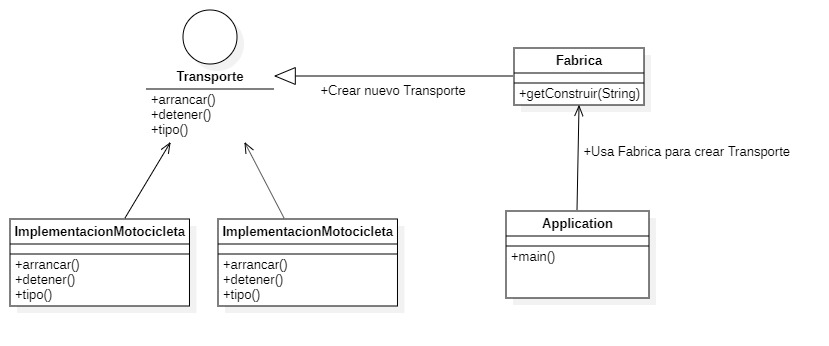 Transporte
+arrancar()
+detener()
+tipo()
+Crear nuevo Transporte
Fabrica
+getConstruir(String)
+Usa Fabrica para crear Transporte
ImplementacionMotocicleta
+arrancar()
+detener()
+tipo()
ImplementacionMotocicleta
+arrancar()
+detener()
+tipo()
Application
+main()